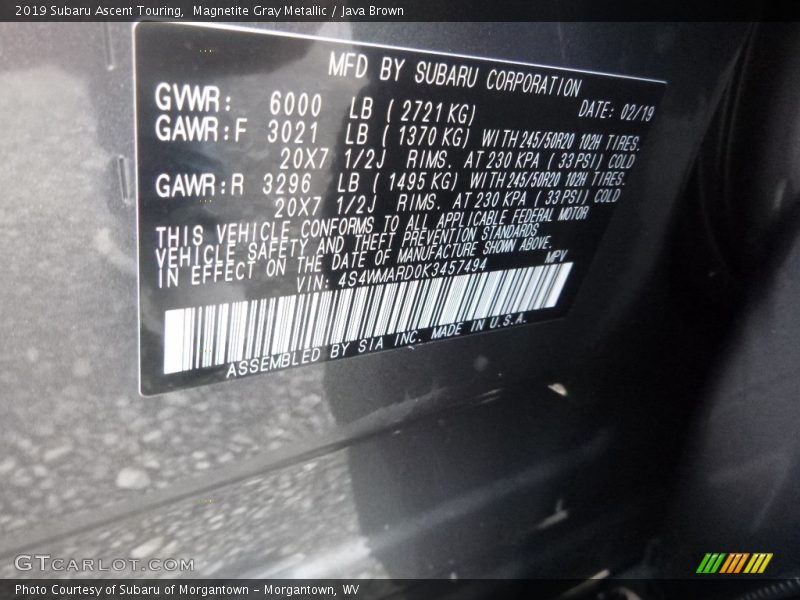 2019 Subaru Ascent Touring,  Magnetite Gray Metallic / Java Brown
MFD BY SUBARU CORPORATION
GVWR: 6000 LB ( 2721 KG) DATE: 02/19
GAWR:F 3021 LB ( 1370 KG) WITH 245/50R20 102H TIRES.
20X7 1/2J RIMS. AT 230 KPA ( 33 PSI) COLD
GAWR:R 3296 LB ( 1495 KG) WITH 245/50R20 102H TIRES.
20X7 1/2J RIMS. AT 230 KPA ( 33 PSI) COLD
THIS VEHICLE CONFORMS TO ALL APPLICABLE FEDERAL MOTOR
VEHICLE SAFETY AND THEFT PREVENTION STANDARDS
IN EFFECT ON THE DATE OF MANUFACTURE SHOWN ABOVE.
VIN: 4S4WMARD0K3457494 MPV
ASSEMBLED BY SIA INC. MADE IN U.S.A.
GTCARLOT.COM
Photo Courtesy of Subaru of Morgantown - Morgantown, WV